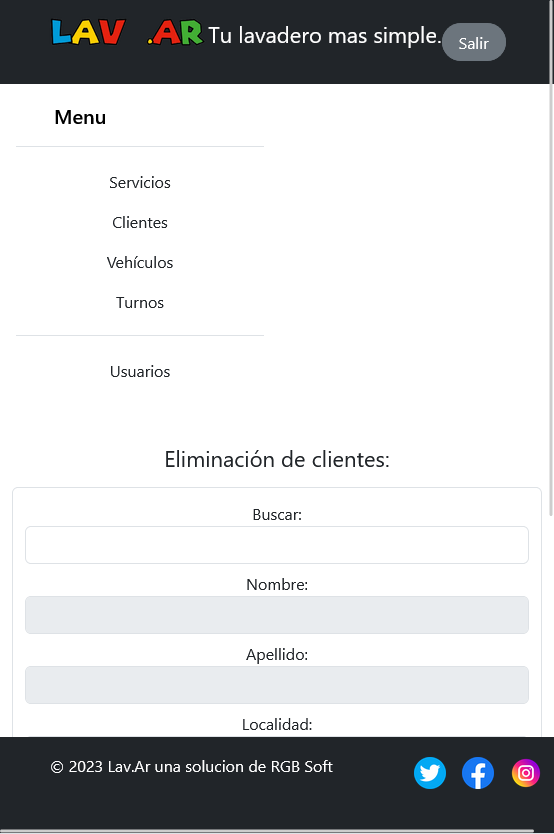 LAV .AR Tu lavadero mas simple. Salir
Menu
Servicios
Clientes
Vehículos
Turnos
Usuarios
Eliminación de clientes:
Buscar:
Nombre:
Apellido:
Localidad:
© 2023 Lav.Ar una solucion de RGB Soft